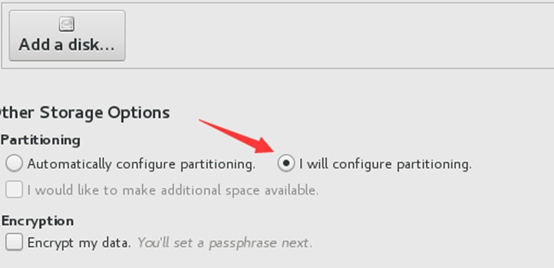 Add a disk...
ther Storage Options
Partitioning
Automatically configure partitioning. I will configure partitioning.
I would like to make additional space available.
Encryption
Encrypt my data. You'll set a passphrase next.